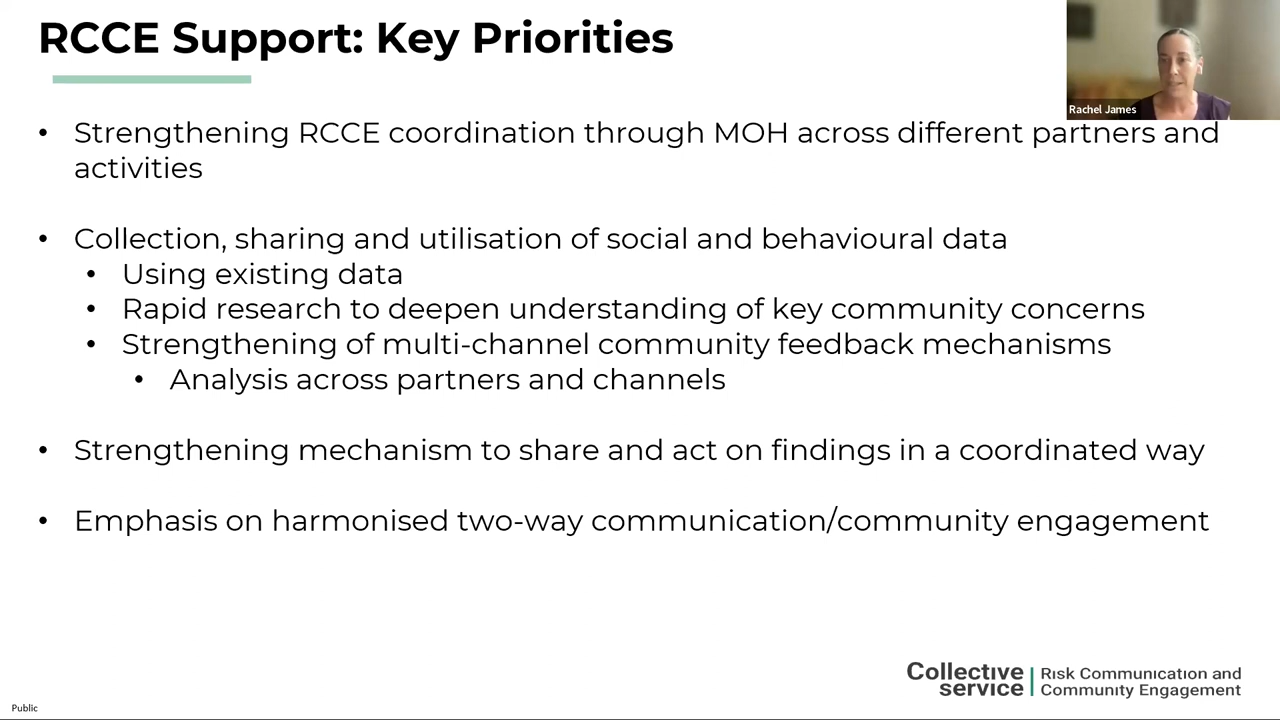 RCCE Support: Key Priorities
Rachel James
• Strengthening RCCE coordination through MOH across different partners and
activities
• Collection, sharing and utilisation of social and behavioural data
• Using existing data
• Rapid research to deepen understanding of key community concerns
• Strengthening of multi-channel community feedback mechanisms
• Analysis across partners and channels
• Strengthening mechanism to share and act on findings in a coordinated way
• Emphasis on harmonised two-way communication/community engagement
Collective
service
Risk Communication and
Community Engagement
Public